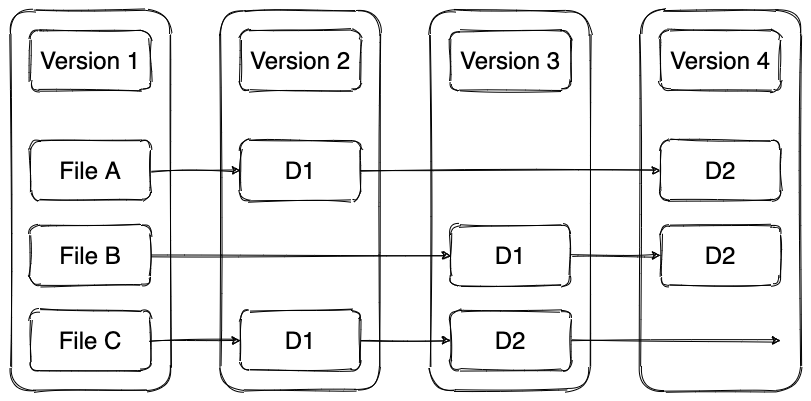 Version 1
Version 2
Version 3
Version 4
File A
D1
D2
File B
D1
D2
File C
D1
D2